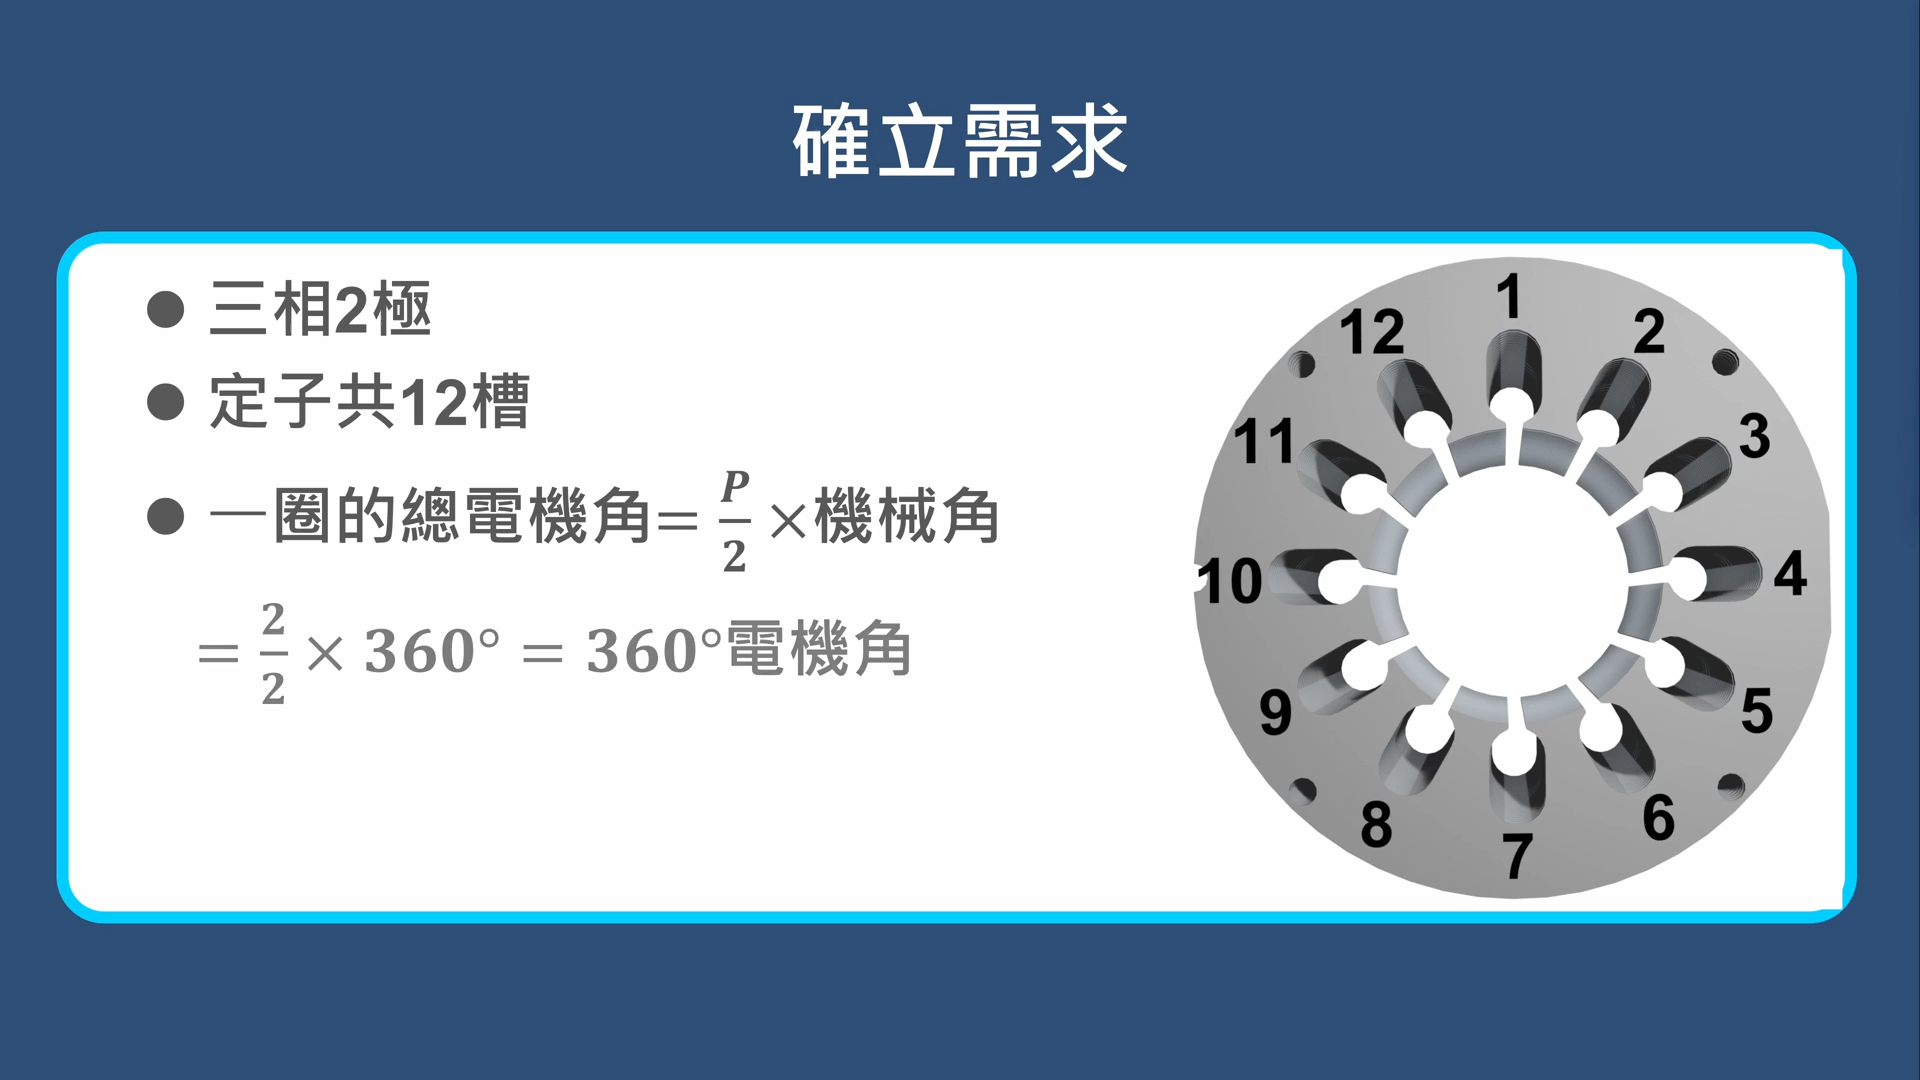 確立需求
● 三相2極
● 定子共12槽
● 一圈的總電機角= P/2 ×機械角
= 2/2 × 360° = 360°電機角
1
2
3
4
5
6
7
8
9
10
11
12